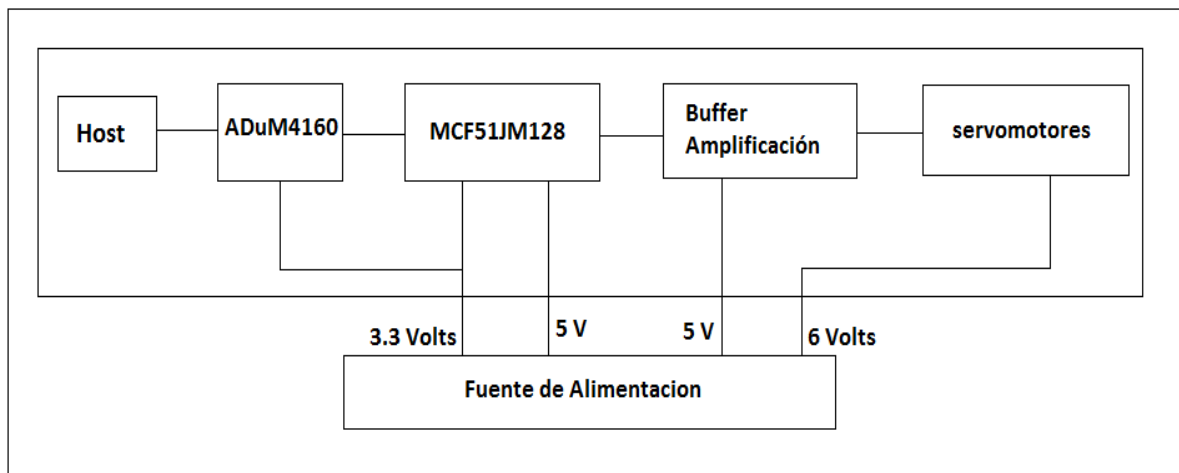 Host
ADuM4160
MCF51JM128
Buffer
Amplificación
servomotores
3.3 Volts
5 V
5 V
6 Volts
Fuente de Alimentacion